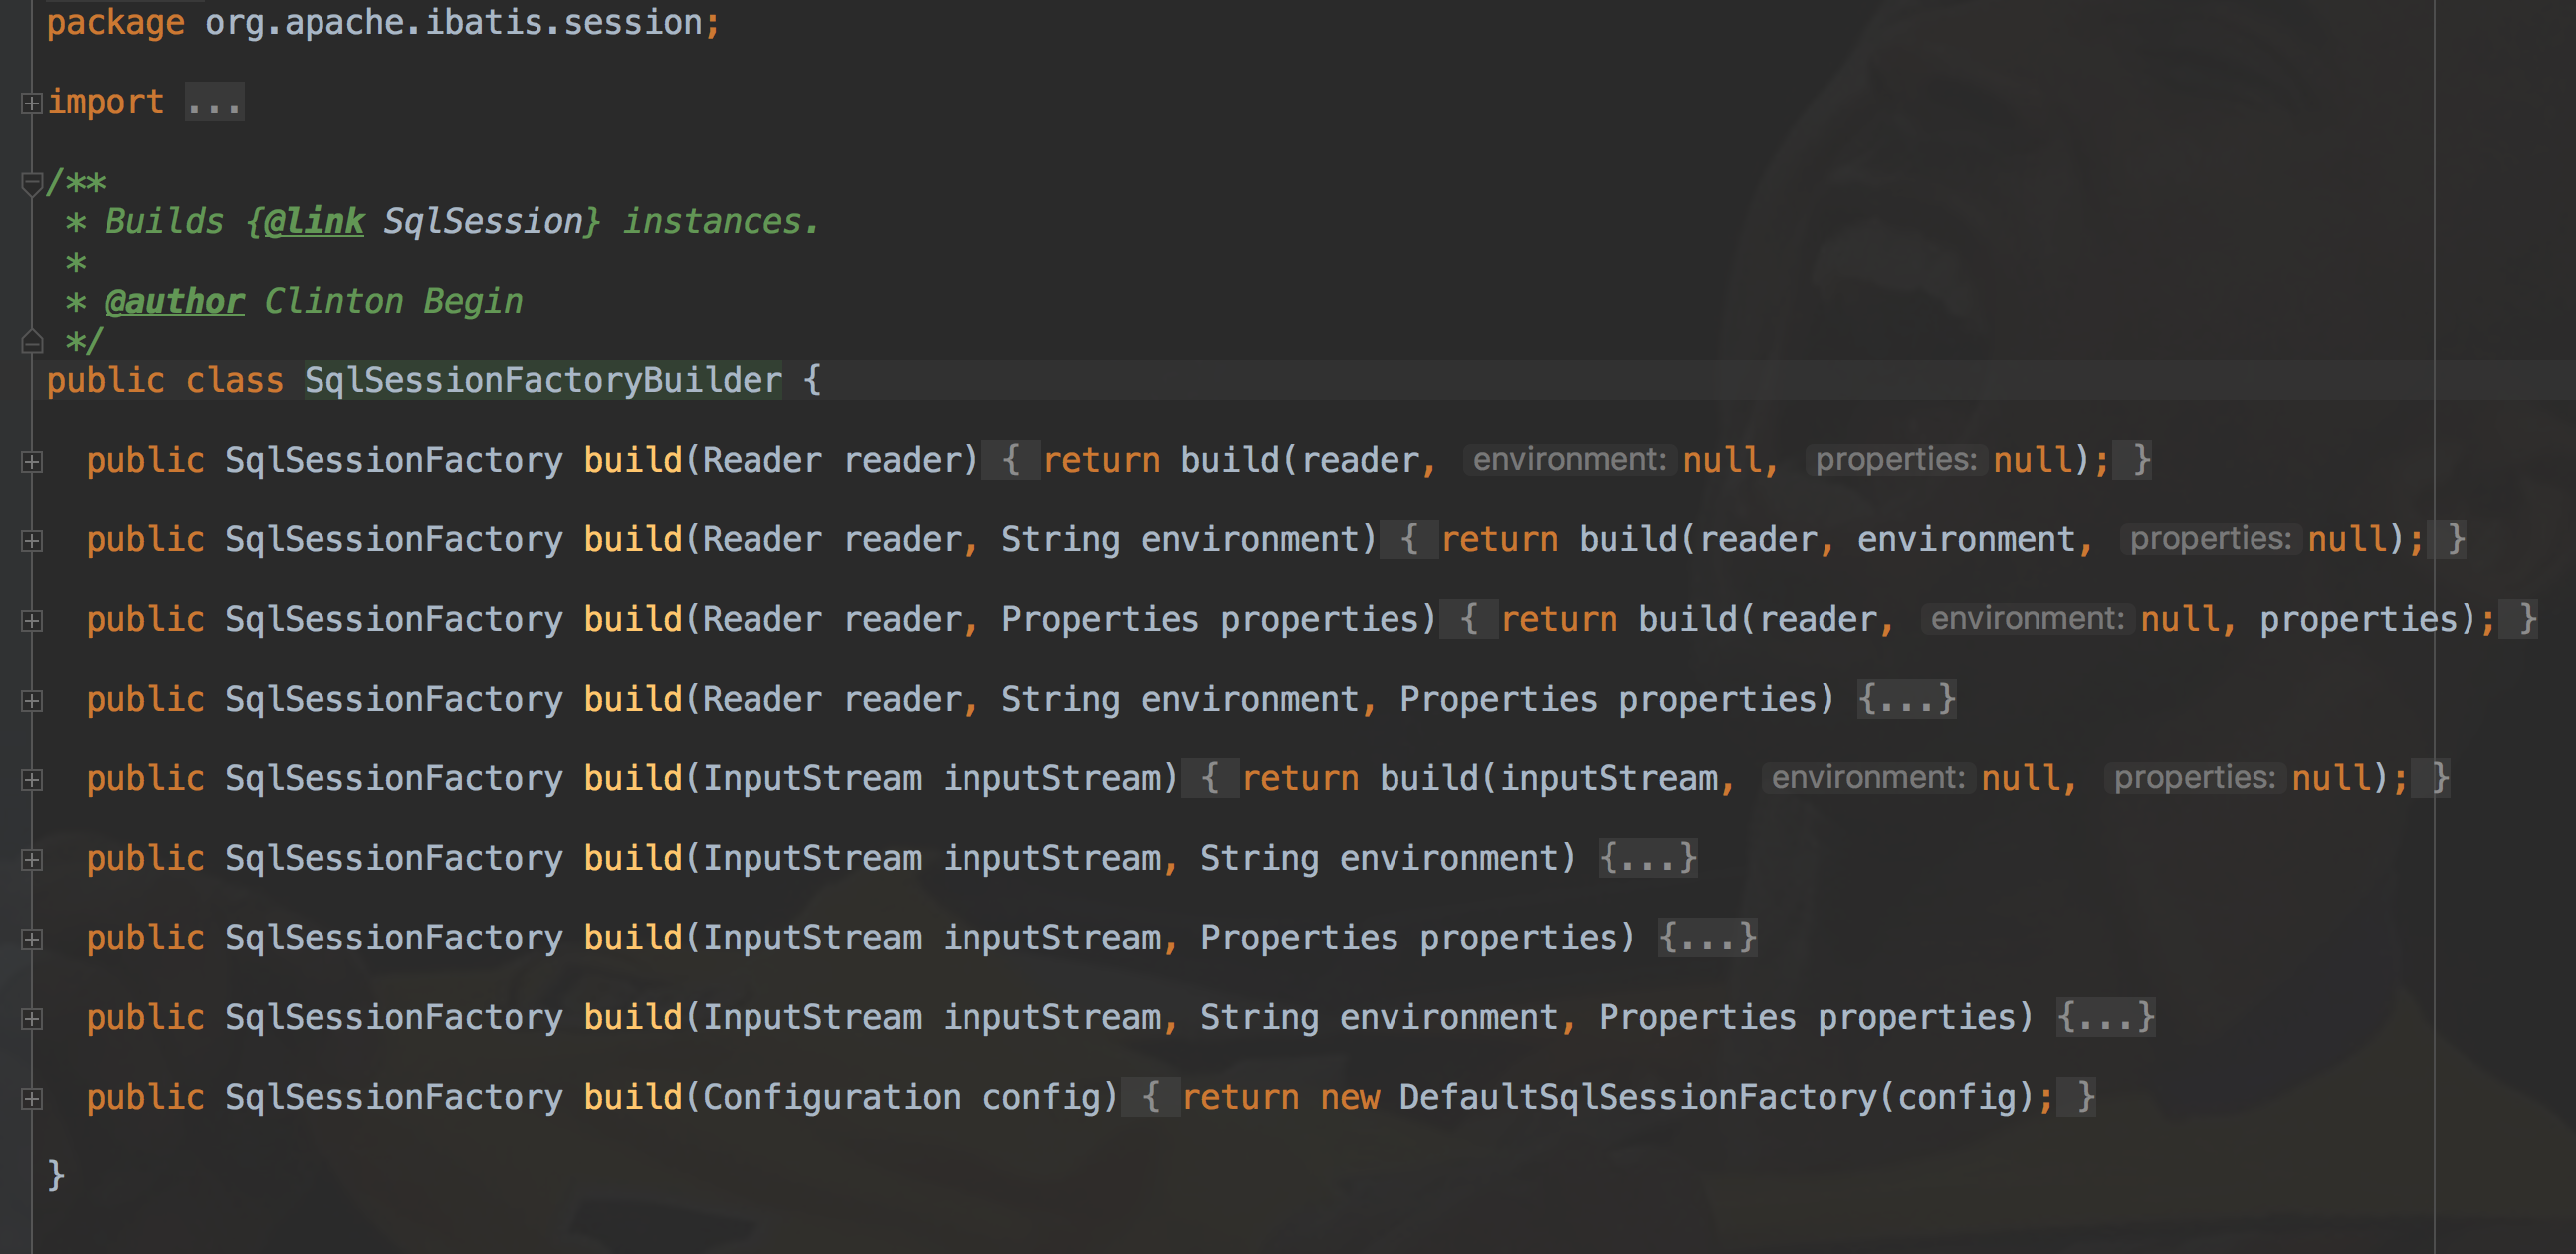 package org.apache.ibatis.session;
import ...
/**
* Builds {@link SqlSession} instances.
*
* @author Clinton Begin
*/
public class SqlSessionFactoryBuilder {
public SqlSessionFactory build(Reader reader) { return build(reader, environment: null, properties: null); }
public SqlSessionFactory build(Reader reader, String environment) { return build(reader, environment, properties: null); }
public SqlSessionFactory build(Reader reader, Properties properties) { return build(reader, environment: null, properties); }
public SqlSessionFactory build(Reader reader, String environment, Properties properties) {...}
public SqlSessionFactory build(InputStream inputStream) { return build(inputStream, environment: null, properties: null); }
public SqlSessionFactory build(InputStream inputStream, String environment) {...}
public SqlSessionFactory build(InputStream inputStream, Properties properties) {...}
public SqlSessionFactory build(InputStream inputStream, String environment, Properties properties) {...}
public SqlSessionFactory build(Configuration config) { return new DefaultSqlSessionFactory(config); }
}